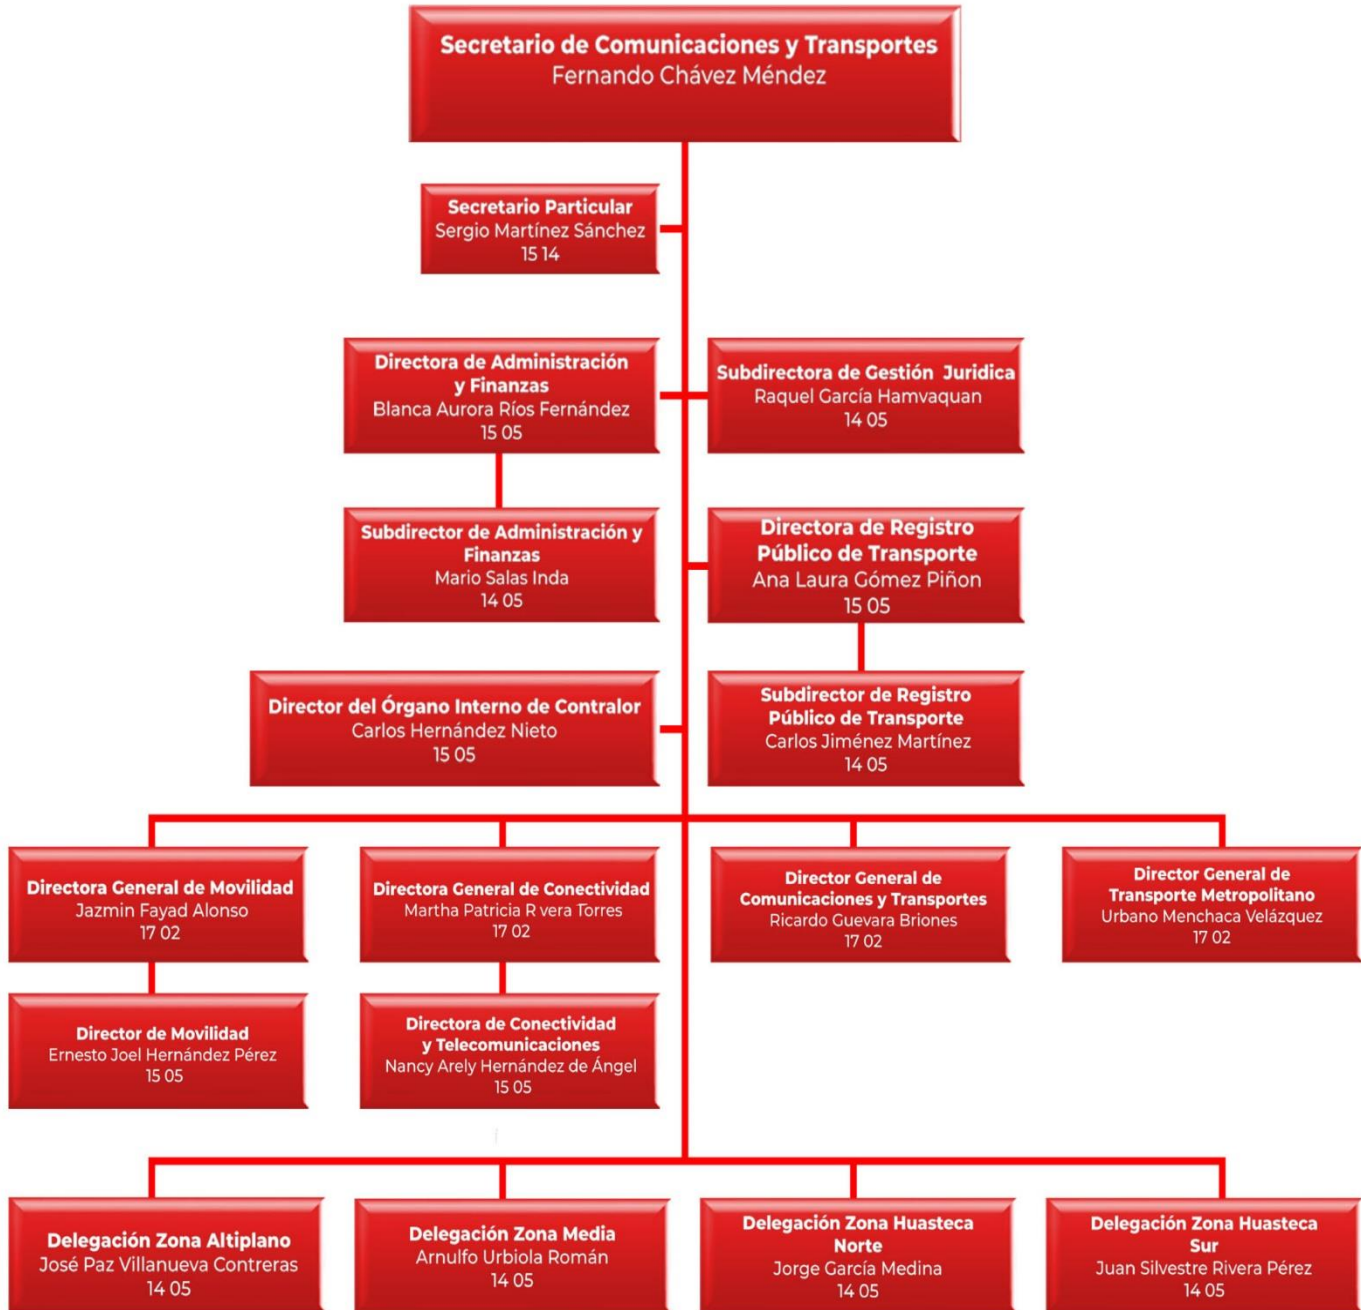 Secretario de Comunicaciones y Transportes
Fernando Chávez Méndez
Secretario Particular
Sergio Martínez Sánchez
15 14
Directora de Administración
y Finanzas
Blanca Aurora Ríos Fernández
15 05
Subdirectora de Gestión Juridica
Raquel García Hamvaquan
14 05
Subdirector de Administración y
Finanzas
Mario Salas Inda
14 05
Directora de Registro
Público de Transporte
Ana Laura Gómez Piñon
15 05
Director del Órgano Interno de Contralor
Carlos Hernández Nieto
15 05
Subdirector de Registro
Público de Transporte
Carlos Jiménez Martínez
14 05
Directora General de Movilidad
Jazmin Fayad Alonso
17 02
Directora General de Conectividad
Martha Patricia R vera Torres
17 02
Director General de
Comunicaciones y Transportes
Ricardo Guevara Briones
17 02
Director General de
Transporte Metropolitano
Urbano Menchaca Velázquez
17 02
Director de Movilidad
Ernesto Joel Hernández Pérez
15 05
Directora de Conectividad
y Telecomunicaciones
Nancy Arely Hernández de Ángel
15 05
Delegación Zona Altiplano
José Paz Villanueva Contreras
14 05
Delegación Zona Media
Arnulfo Urbiola Román
14 05
Delegación Zona Huasteca
Norte
Jorge García Medina
14 05
Delegación Zona Huasteca
Sur
Juan Silvestre Rivera Pérez
14 05